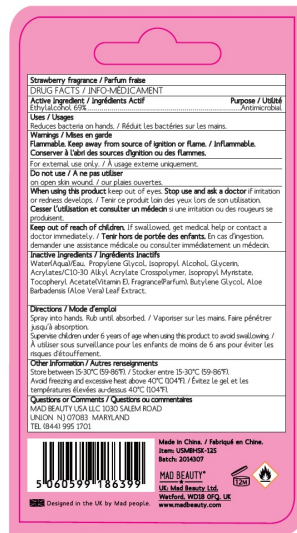 Strawberry fragrance / Parfum fraise
DRUG FACTS / INFO-MÉDICAMENT
Active Ingredient / Ingrédients Actif Purpose / Utilité
Ethylalcohol 69%......Antimicrobial
Uses / Usages
Reduces bacteria on hands. / Réduit les bactéries sur les mains.
Warnings / Mises en garde
Flammable. Keep away from source of ignition or flame. / Inflammable.
Conserver à l'abri des sources d'ignition ou des flammes.
For external use only. / À usage externe uniquement.
Do not use / A ne pas utiliser
on open skin wound. / our plaies ouvertes.
When using this product keep out of eyes. Stop use and ask a doctor if irritation
or redness develops. / Tenir ce produit loin des yeux lors de son utilisation.
Cesser l'utilisation et consulter un médecin si une irritation ou des rougeurs se
produisent.
Keep out of reach of children. If swallowed, get medical help or contact a
doctor immediately. / Tenir hors de portée des enfants. En cas d'ingestion,
demander une assistance médicale ou consulter immédiatement un médecin.
Inactive Ingredients / Ingrédients Inactifs
Water(Aqua)/Eau, Propylene Glycol, Isopropyl Alcohol, Glycerin,
Acrylates/C10-30 Alkyl Acrylate Crosspolymer, Isopropyl Myristate,
Tocopheryl Acetate(Vitamin E), Fragrance(Parfum), Butylene Glycol, Aloe
Barbadensis (Aloe Vera) Leaf Extract.
Directions / Mode d'emploi
Spray into hands. Rub until absorbed. / Vaporiser sur les mains. Faire pénétrer
jusqu'à absorption.
Supervise children under 6 years of age when using this product to avoid swallowing. /
À utiliser sous surveillance pour les enfants de moins de 6 ans pour éviter les
risques d'étouffement.
Other Information / Autres renseignments
Store between 15-30°C (59-86°F). / Stocker entre 15-30°C (59-86°F).
Avoid freezing and excessive heat above 40°C (104°F). / Évitez le gel et les
températures élevées au-dessus 40°C (104°F).
Questions or Comments / Questions ou commentaires
MAD BEAUTY USA LLC 1030 SALEM ROAD
UNION NJ 07083 MARYLAND
TEL (844) 995 1701
Made in China. / Fabriqué en Chine.
Item: USMBHSK-12S
Batch: 2014307
MAD BEAUTY®
UK: Mad Beauty Ltd,
Watford, WD18 0FQ, UK
www.madbeauty.com
12M
5 060599 186399
Designed in the UK by Mad people.